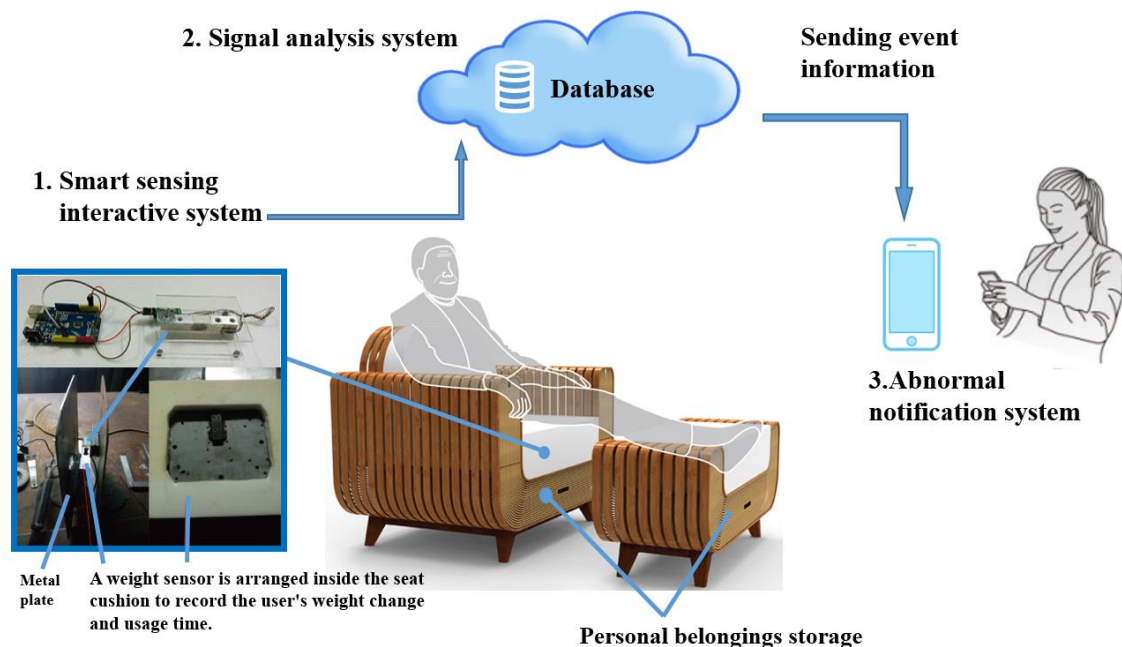 2. Signal analysis system
Database
Sending event
information
1. Smart sensing
interactive system
3.Abnormal
notification system
Metal
plate
A weight sensor is arranged inside the seat
cushion to record the user's weight change
and usage time.
Personal belongings storage